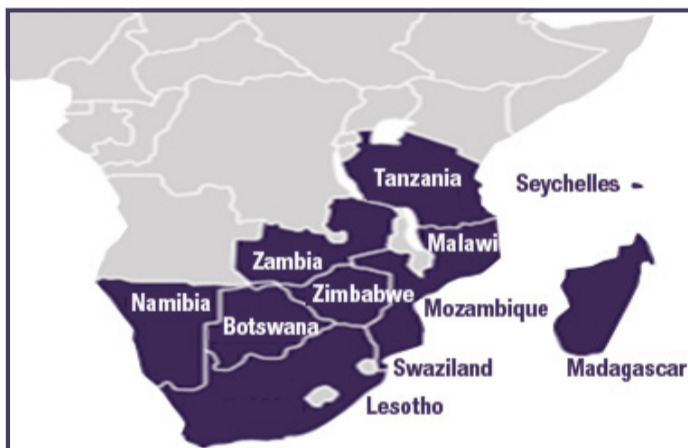 Tanzania
Seychelles
Malawi
Zambia
Zimbabwe
Namibia
Mozambique
Botswana
Swaziland
Madagascar
Lesotho